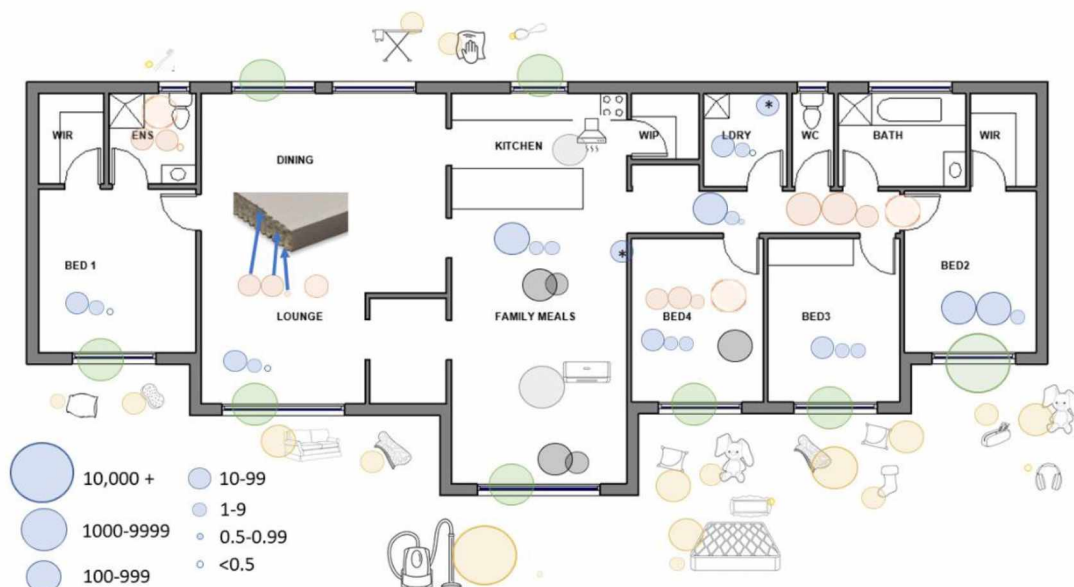 WIR
ENS
DINING
KITCHEN
WIP
LDRY
*
WC
BATH
WIR
BED 1
*
BED2
LOUNGE
FAMILY MEALS
BED4
BED3
10,000 +
10-99
1-9
1000-9999
0.5-0.99
<0.5
100-999